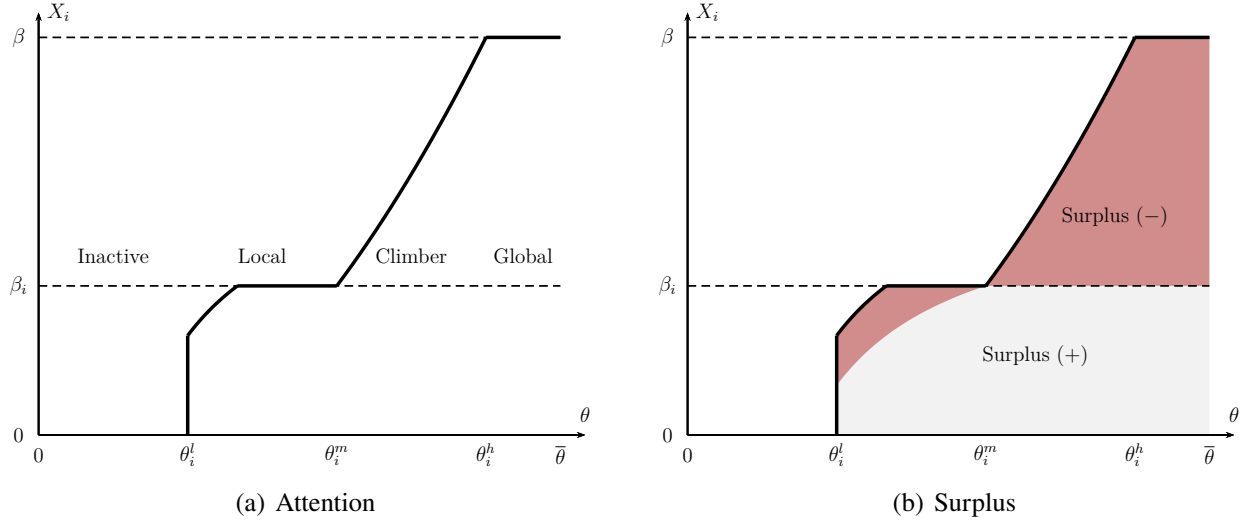 X_i
β
Inactive Local Climber Global
β_i
0
θ
0 θ_i^l θ_i^m θ_i^h θ̅
(a) Attention
X_i
β
Surplus (−)
β_i
Surplus (+)
0
θ
0 θ_i^l θ_i^m θ_i^h θ̅
(b) Surplus